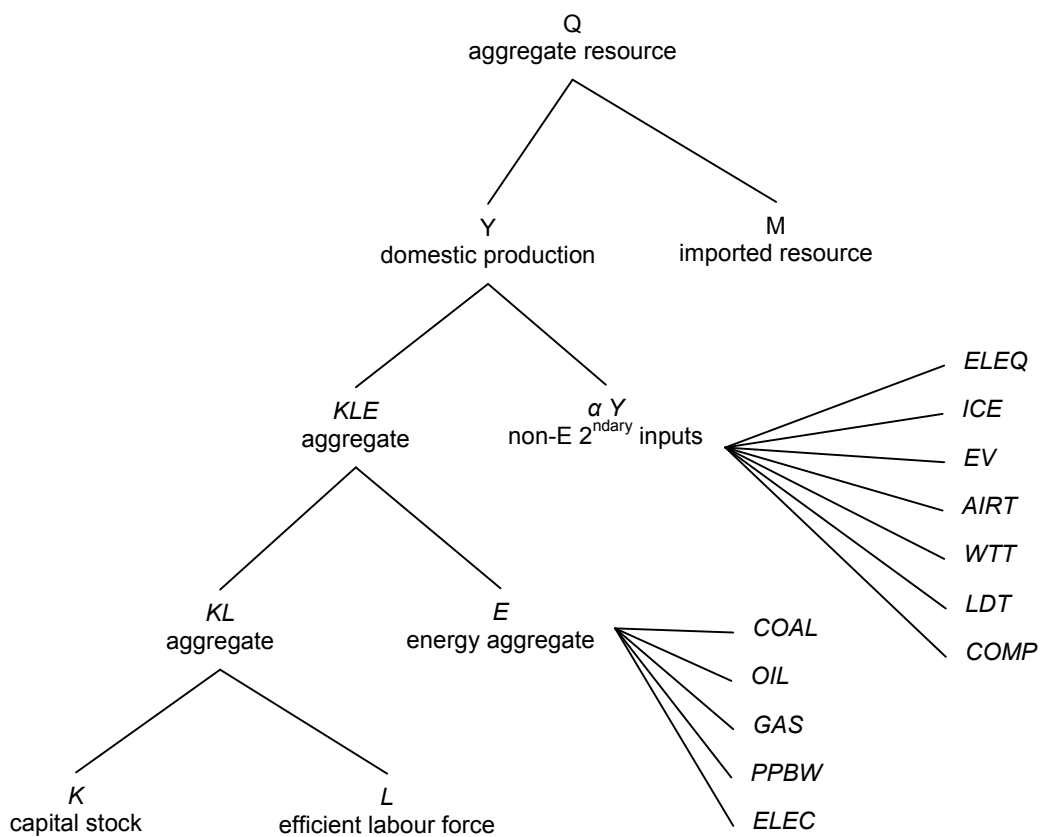 Q
aggregate resource
Y
domestic production
M
imported resource
KLE
aggregate
α Y
non-E 2ndary inputs
ELEQ
ICE
EV
AIRT
WTT
LDT
COMP
KL
aggregate
E
energy aggregate
COAL
OIL
GAS
PPBW
ELEC
K
capital stock
L
efficient labour force